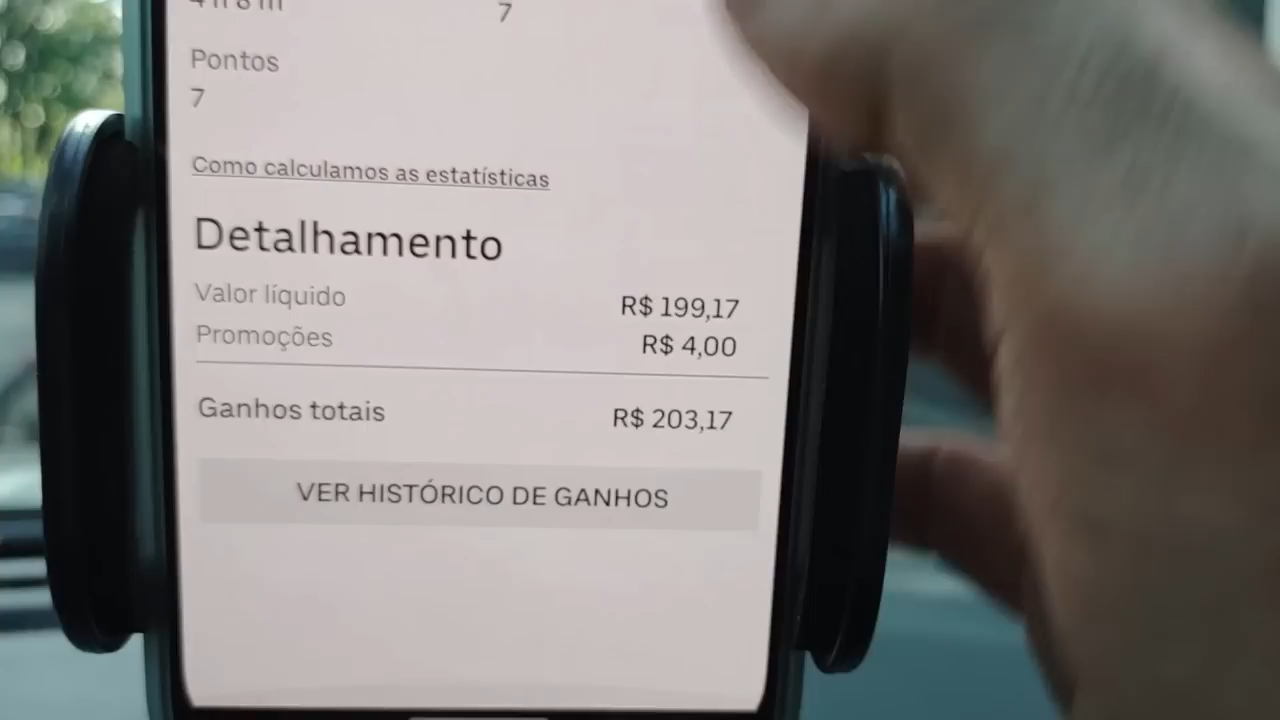 7
Pontos
7
Como calculamos as estatísticas
Detalhamento
Valor líquido R$ 199,17
Promoções R$ 4,00
Ganhos totais R$ 203,17
VER HISTÓRICO DE GANHOS